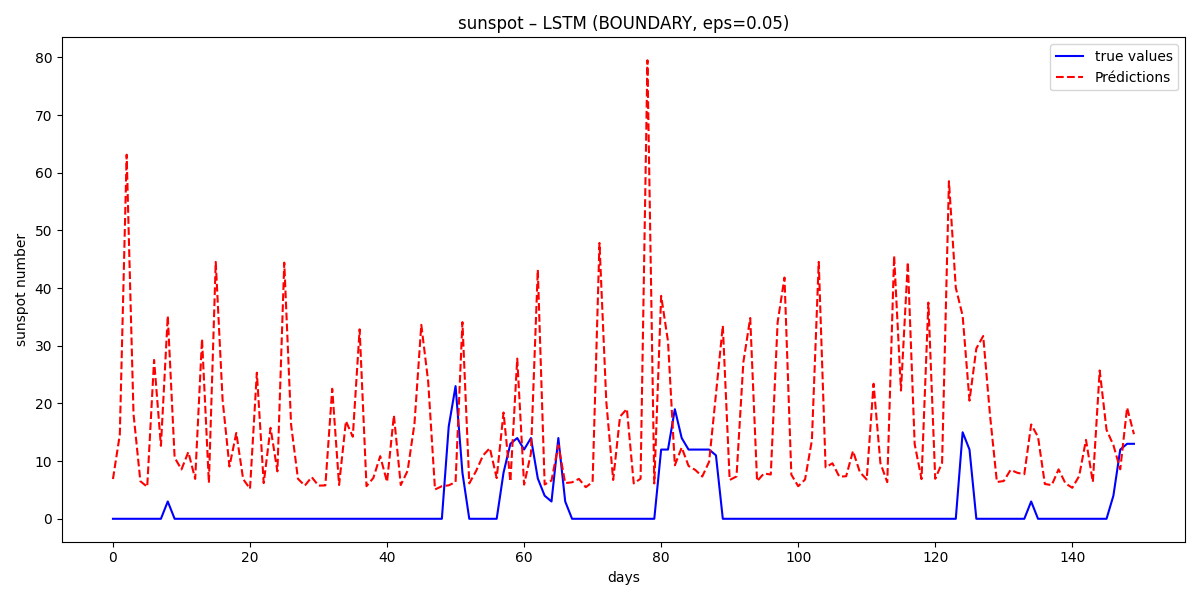 sunspot – LSTM (BOUNDARY, eps=0.05)
true values
Prédictions
sunspot number
80
70
60
50
40
30
20
10
0
0 20 40 60 80 100 120 140
days